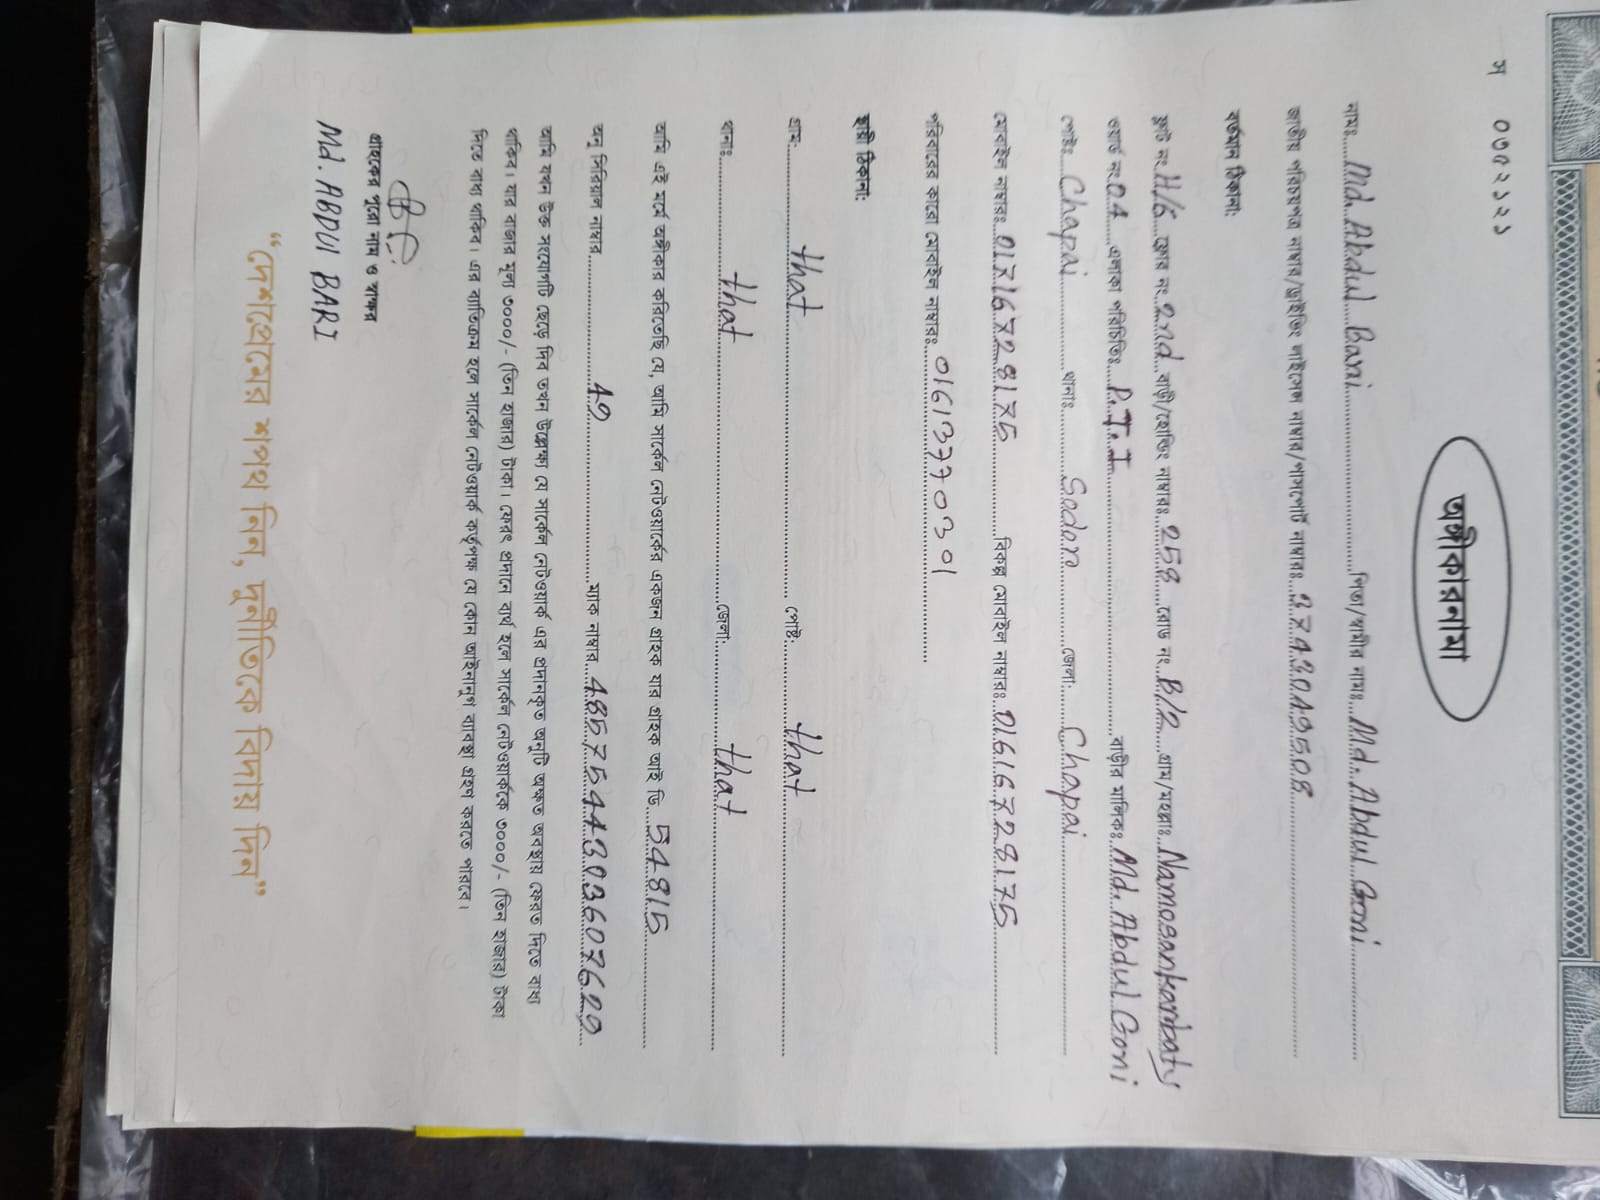 স ০৩৫২১২১
অঙ্গীকারনামা
নামঃ Md. Abdul Bari পিতা/স্বামীর নামঃ Md. Abdul Goni
জাতীয় পরিচয়পত্র নাম্বার/ড্রাইভিং লাইসেন্স নাম্বার/পাসপোর্ট নাম্বারঃ
বর্তমান ঠিকানা:
ফ্লাট নং H/6 ফ্লোর নং 2nd বাড়ী/হোল্ডিং নাম্বারঃ 258 রোড নং B/2 গ্রাম/মহল্লাঃ Namosankarbaty
ওয়ার্ড নং 04 এলাকা পরিচিতিঃ P.T.I বাড়ীর মালিকঃ Md. Abdul Goni
পোষ্টঃ Chapai থানাঃ Sadar জেলা: Chapai
মোবাইল নাম্বারঃ 01716728175 বিকল্প মোবাইল নাম্বারঃ 01616728175
পরিবারের কারো মোবাইল নাম্বারঃ
স্থায়ী ঠিকানা:
গ্রাম: that পোষ্ট: that
থানাঃ that জেলা: that
আমি এই মর্মে অঙ্গীকার করিতেছি যে, আমি সার্কেল নেটওয়ার্কের একজন গ্রাহক যার গ্রাহক আই ডি 54815
অনু সিরিয়াল নাম্বার 49 ম্যাক নাম্বার
আমি যখন উক্ত সংযোগটি ছেড়ে দিব তখন উল্লেক্ষ্য যে সার্কেল নেটওয়ার্ক এর প্রদানকৃত অনুটি অক্ষত অবস্থায় ফেরত দিতে বাধ্য
থাকিব। যার বাজার মূল্য ৩০০০/- (তিন হাজার) টাকা। ফেরৎ প্রদানে ব্যর্থ হলে সার্কেল নেটওয়ার্ককে ৩০০০/- (তিন হাজার) টাকা
দিতে বাধ্য থাকিব। এর ব্যতিক্রম হলে সার্কেল নেটওয়ার্ক কর্তৃপক্ষ যে কোন আইনানুগ ব্যবস্থা গ্রহণ করতে পারবে।
গ্রাহকের পুরো নাম ও স্বাক্ষর
Md. ABDUl BARI
“দেশপ্রেমের শপথ নিন, দুর্নীতিকে বিদায় দিন”